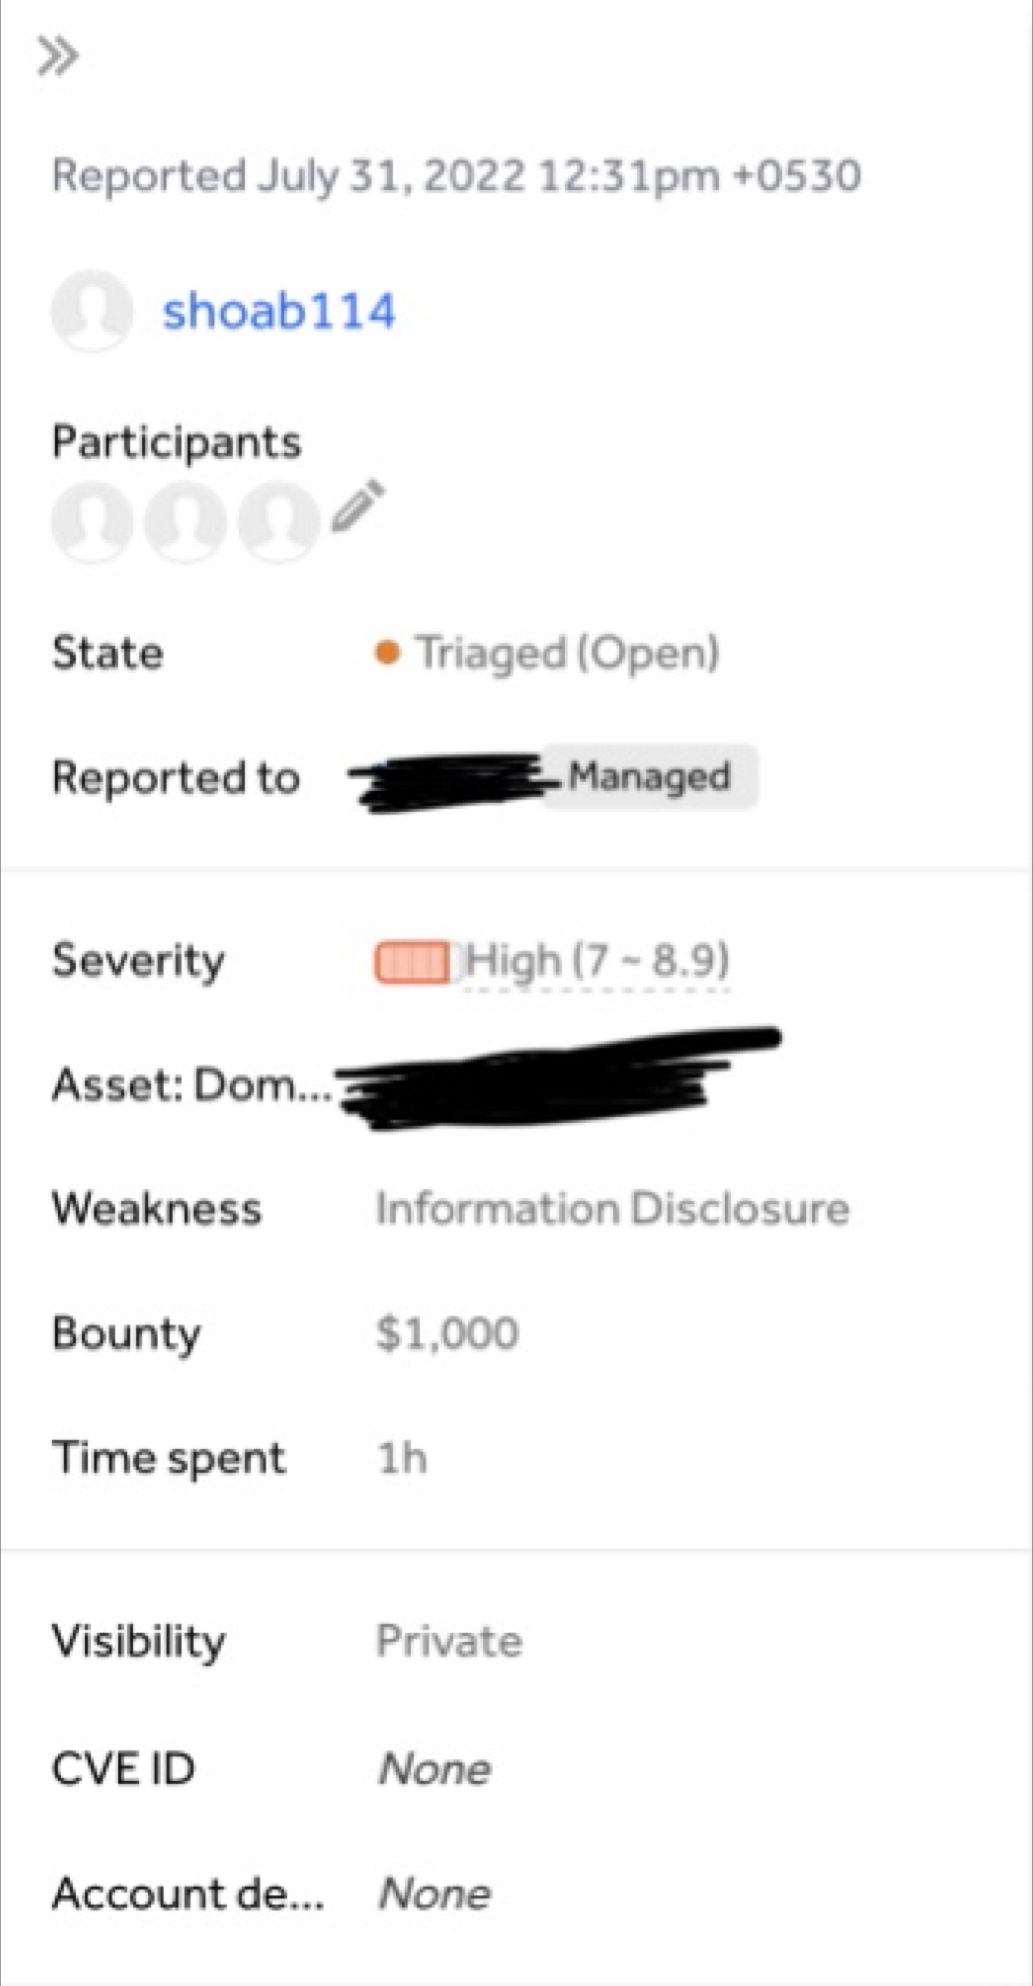 Reported July 31, 2022 12:31pm +0530
shoab114
Participants
State Triaged (Open)
Reported to Managed
Severity High (7 ~ 8.9)
Asset: Dom...
Weakness Information Disclosure
Bounty $1,000
Time spent 1h
Visibility Private
CVE ID None
Account de... None